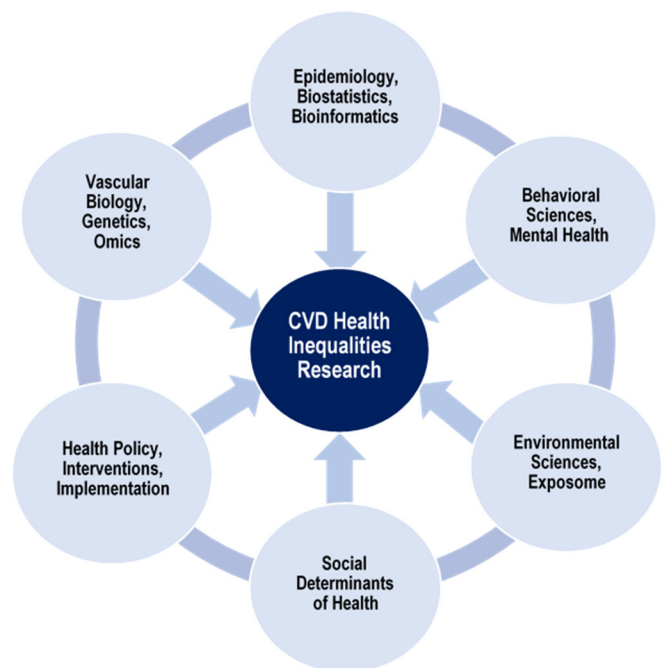 Epidemiology,
Biostatistics,
Bioinformatics
Behavioral
Sciences,
Mental Health
Environmental
Sciences,
Exposome
Social
Determinants
of Health
Health Policy,
Interventions,
Implementation
Vascular
Biology,
Genetics,
Omics
CVD Health
Inequalities
Research